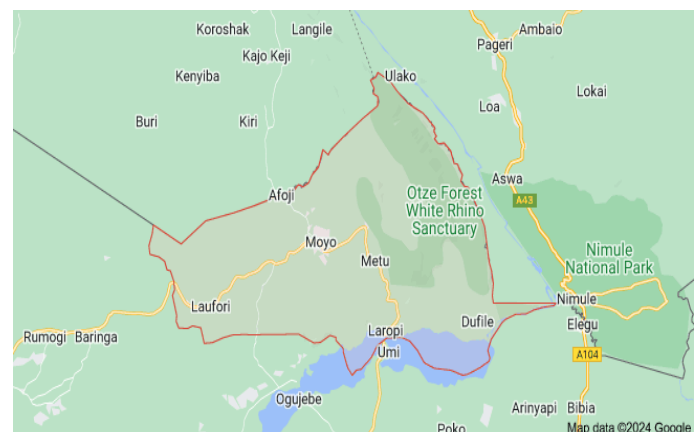 Koroshak
Langile
Ambaio
Pageri
Kajo Keji
Kenyiba
Ulako
Lokai
Loa
Buri
Kiri
Aswa
Afoji
Otze Forest
White Rhino
Sanctuary
A43
Moyo
Metu
Nimule
National Park
Laufori
Nimule
Dufile
Laropi
Elegu
Rumogi
Baringa
Umi
A104
Ogujebe
Arinyapi
Bibia
Poko
Map data ©2024 Google